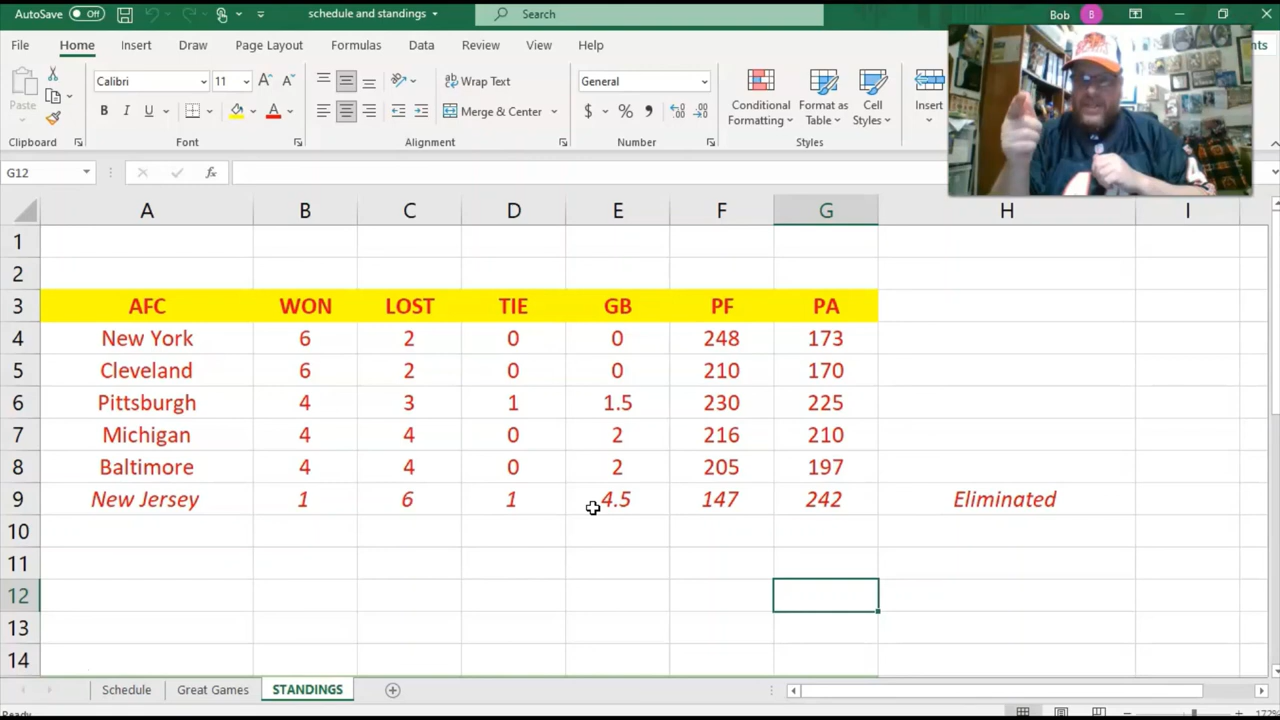 AutoSave Off schedule and standings Search Bob B
File Home Insert Draw Page Layout Formulas Data Review View Help nts
Paste Calibri 11 A A Wrap Text General Conditional Formatting Format as Table Cell Styles Insert
B I U A Merge & Center $ % 9
Clipboard Font Alignment Number Styles
G12 fx
A B C D E F G H I
1
2
3 AFC WON LOST TIE GB PF PA
4 New York 6 2 0 0 248 173
5 Cleveland 6 2 0 0 210 170
6 Pittsburgh 4 3 1 1.5 230 225
7 Michigan 4 4 0 2 216 210
8 Baltimore 4 4 0 2 205 197
9 New Jersey 1 6 1 4.5 147 242 Eliminated
10
11
12
13
14
Schedule Great Games STANDINGS
Ready 172%